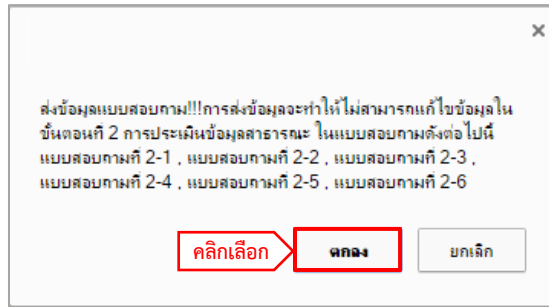 ×
ส่งข้อมูลแบบสอบถาม!!!การส่งข้อมูลจะทำให้ไม่สามารถแก้ไขข้อมูลใน
ขั้นตอนที่ 2 การประเมินข้อมูลสาธารณะ ในแบบสอบถามดังต่อไปนี้
แบบสอบถามที่ 2-1 , แบบสอบถามที่ 2-2 , แบบสอบถามที่ 2-3 ,
แบบสอบถามที่ 2-4 , แบบสอบถามที่ 2-5 , แบบสอบถามที่ 2-6
คลิกเลือก ตกลง ยกเลิก